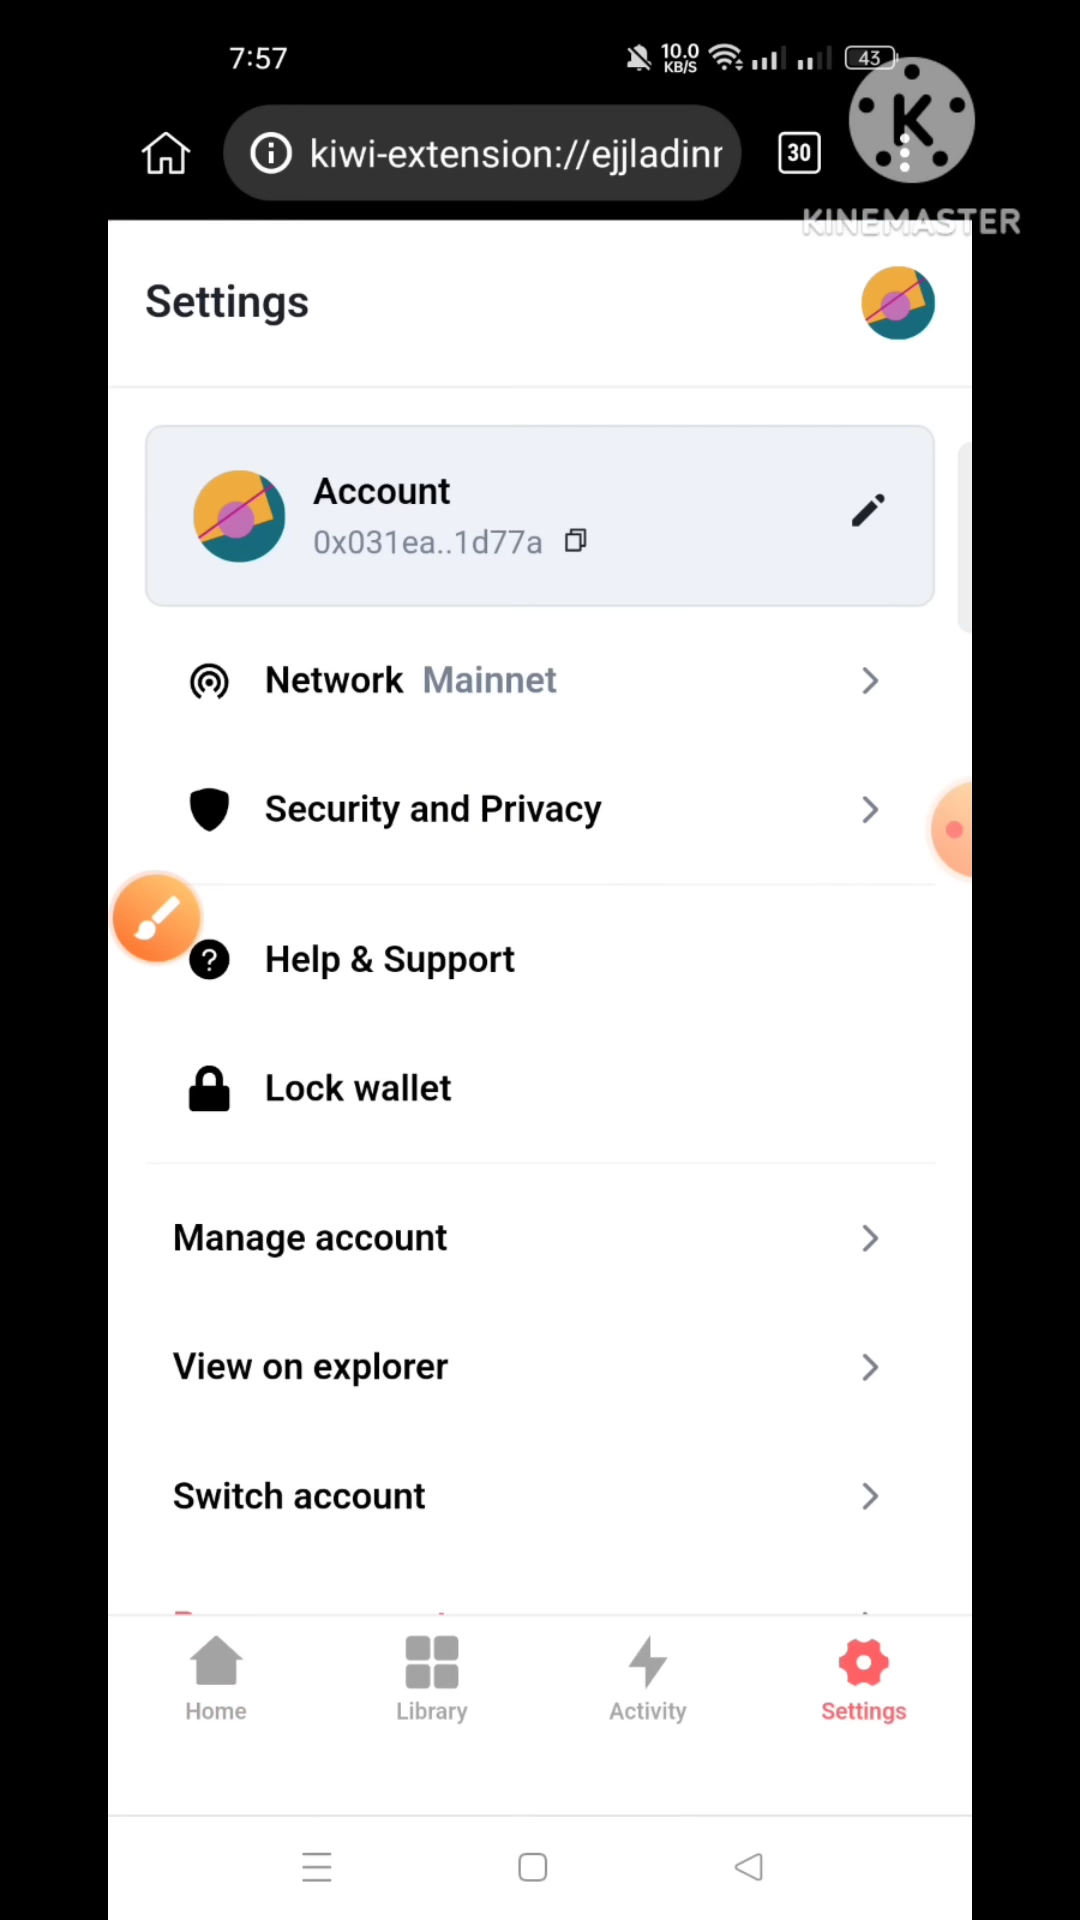 7:57
10.0
KB/S
43
K
kiwi-extension://ejjladinr
30
KINEMASTER
Settings
Account
0x031ea..1d77a
Network Mainnet
Security and Privacy
Help & Support
Lock wallet
Manage account
View on explorer
Switch account
Home
Library
Activity
Settings